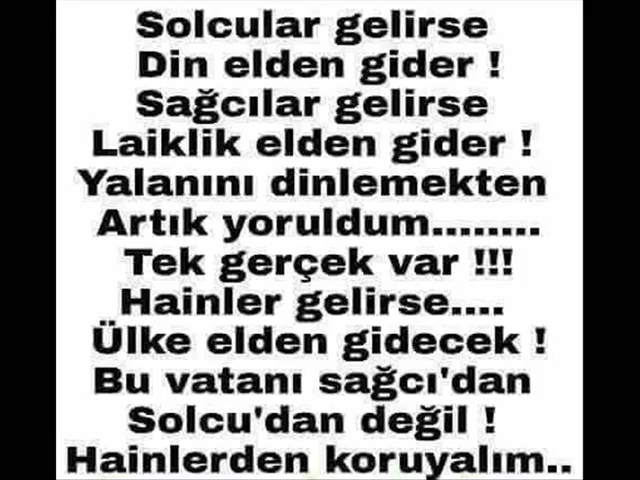 Solcular gelirse
Din elden gider !
Sağcılar gelirse
Laiklik elden gider !
Yalanını dinlemekten
Artık yoruldum........
Tek gerçek var !!!
Hainler gelirse....
Ülke elden gidecek !
Bu vatanı sağcı'dan
Solcu'dan değil !
Hainlerden koruyalım..